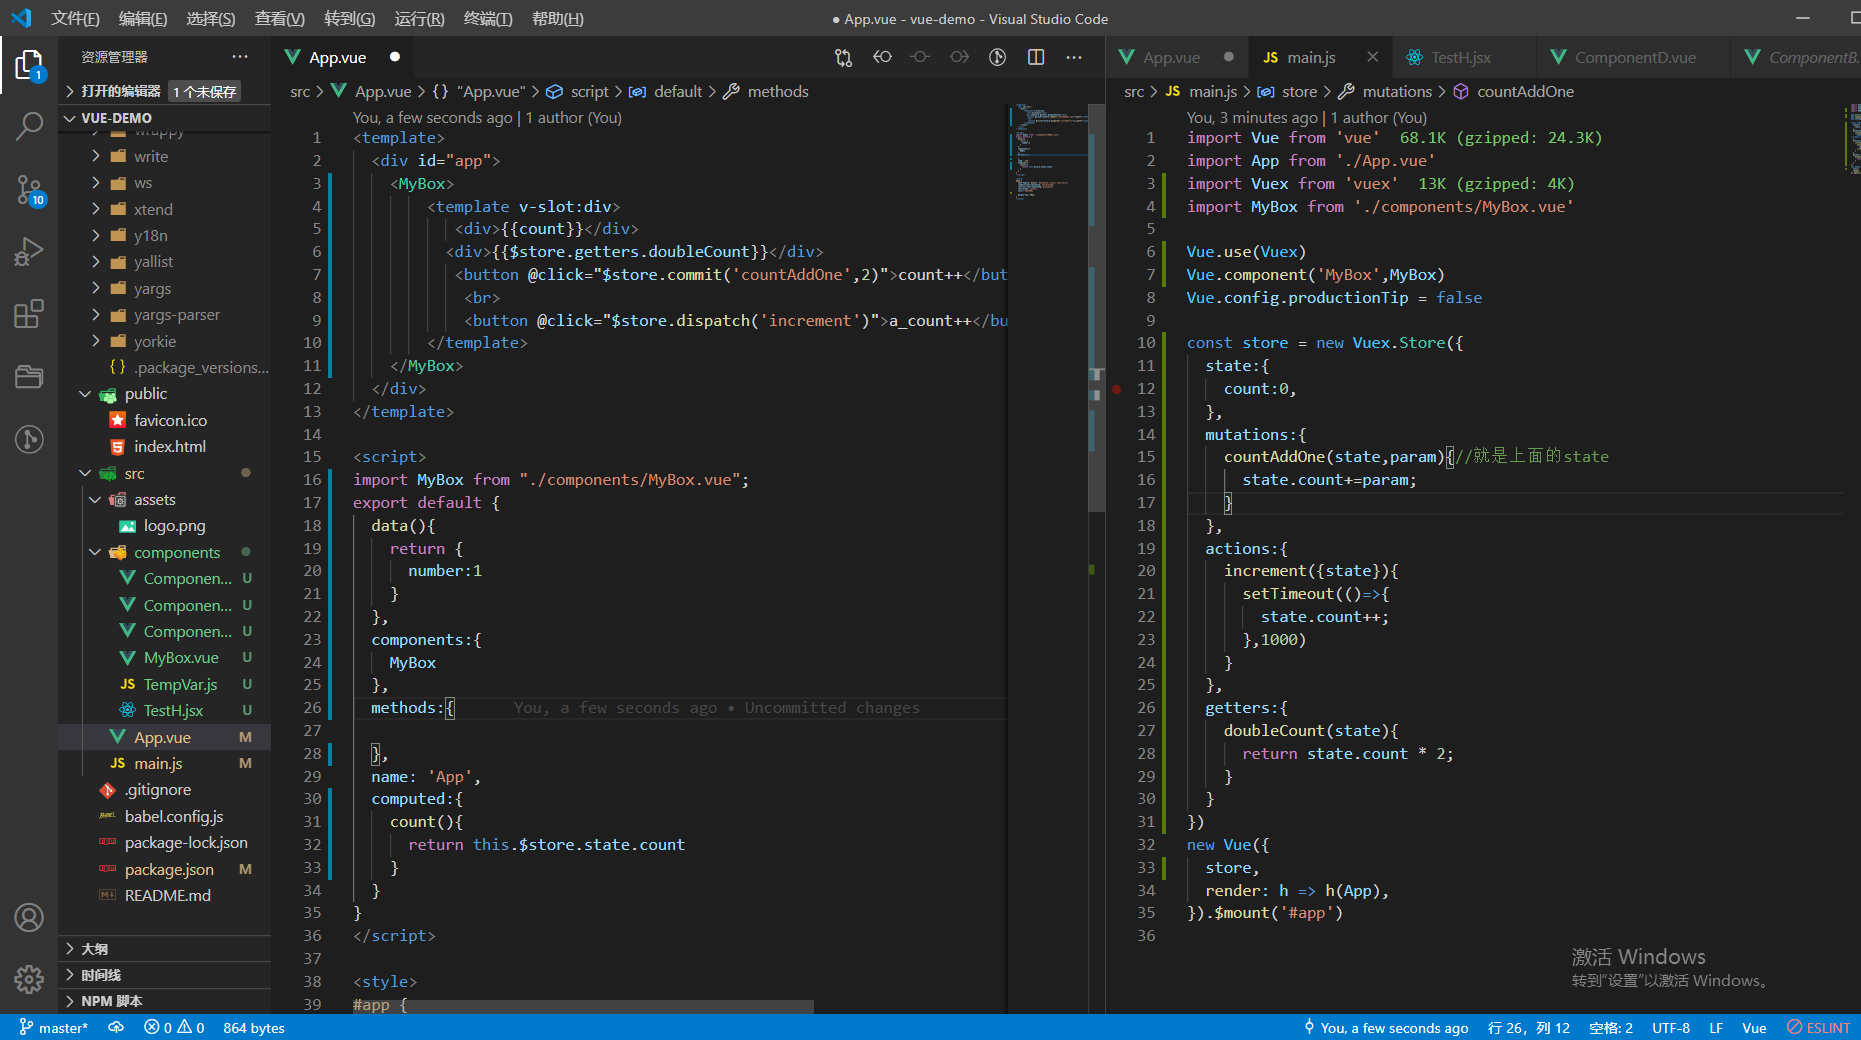 文件(F) 编辑(E) 选择(S) 查看(V) 转到(G) 运行(R) 终端(T) 帮助(H)
● App.vue - vue-demo - Visual Studio Code
资源管理器
打开的编辑器 1 个未保存
VUE-DEMO
wrappy
write
ws
xtend
y18n
yallist
yargs
yargs-parser
yorkie
{} .package_versions...
public
favicon.ico
index.html
src
assets
logo.png
components
Componen... U
Componen... U
Componen... U
MyBox.vue U
JS TempVar.js U
TestH.jsx U
App.vue M
JS main.js M
.gitignore
babel.config.js
package-lock.json
package.json M
README.md
大纲
时间线
NPM 脚本
App.vue
src > App.vue > {} "App.vue" > script > default > methods
You, a few seconds ago | 1 author (You)
1 <template>
2 <div id="app">
3 <MyBox>
4 <template v-slot:div>
5 <div>{{count}}</div>
6 <div>{{$store.getters.doubleCount}}</div>
7 <button @click="$store.commit('countAddOne',2)">count++</but
8 <br>
9 <button @click="$store.dispatch('increment')">a_count++</bu
10 </template>
11 </MyBox>
12 </div>
13 </template>
14
15 <script>
16 import MyBox from "./components/MyBox.vue";
17 export default {
18 data(){
19 return {
20 number:1
21 }
22 },
23 components:{
24 MyBox
25 },
26 methods:{ You, a few seconds ago • Uncommitted changes
27
28 },
29 name: 'App',
30 computed:{
31 count(){
32 return this.$store.state.count
33 }
34 }
35 }
36 </script>
37
38 <style>
39 #app {
App.vue JS main.js TestH.jsx ComponentD.vue ComponentB.
src > JS main.js > store > mutations > countAddOne
You, 3 minutes ago | 1 author (You)
1 import Vue from 'vue' 68.1K (gzipped: 24.3K)
2 import App from './App.vue'
3 import Vuex from 'vuex' 13K (gzipped: 4K)
4 import MyBox from './components/MyBox.vue'
5
6 Vue.use(Vuex)
7 Vue.component('MyBox',MyBox)
8 Vue.config.productionTip = false
9
10 const store = new Vuex.Store({
11 state:{
12 count:0,
13 },
14 mutations:{
15 countAddOne(state,param){//就是上面的state
16 state.count+=param;
17 }
18 },
19 actions:{
20 increment({state}){
21 setTimeout(()=>{
22 state.count++;
23 },1000)
24 }
25 },
26 getters:{
27 doubleCount(state){
28 return state.count * 2;
29 }
30 }
31 })
32 new Vue({
33 store,
34 render: h => h(App),
35 }).$mount('#app')
36
激活 Windows
转到"设置"以激活 Windows。
master* 0 0 864 bytes
You, a few seconds ago 行 26，列 12 空格: 2 UTF-8 LF Vue ESLINT
1
10